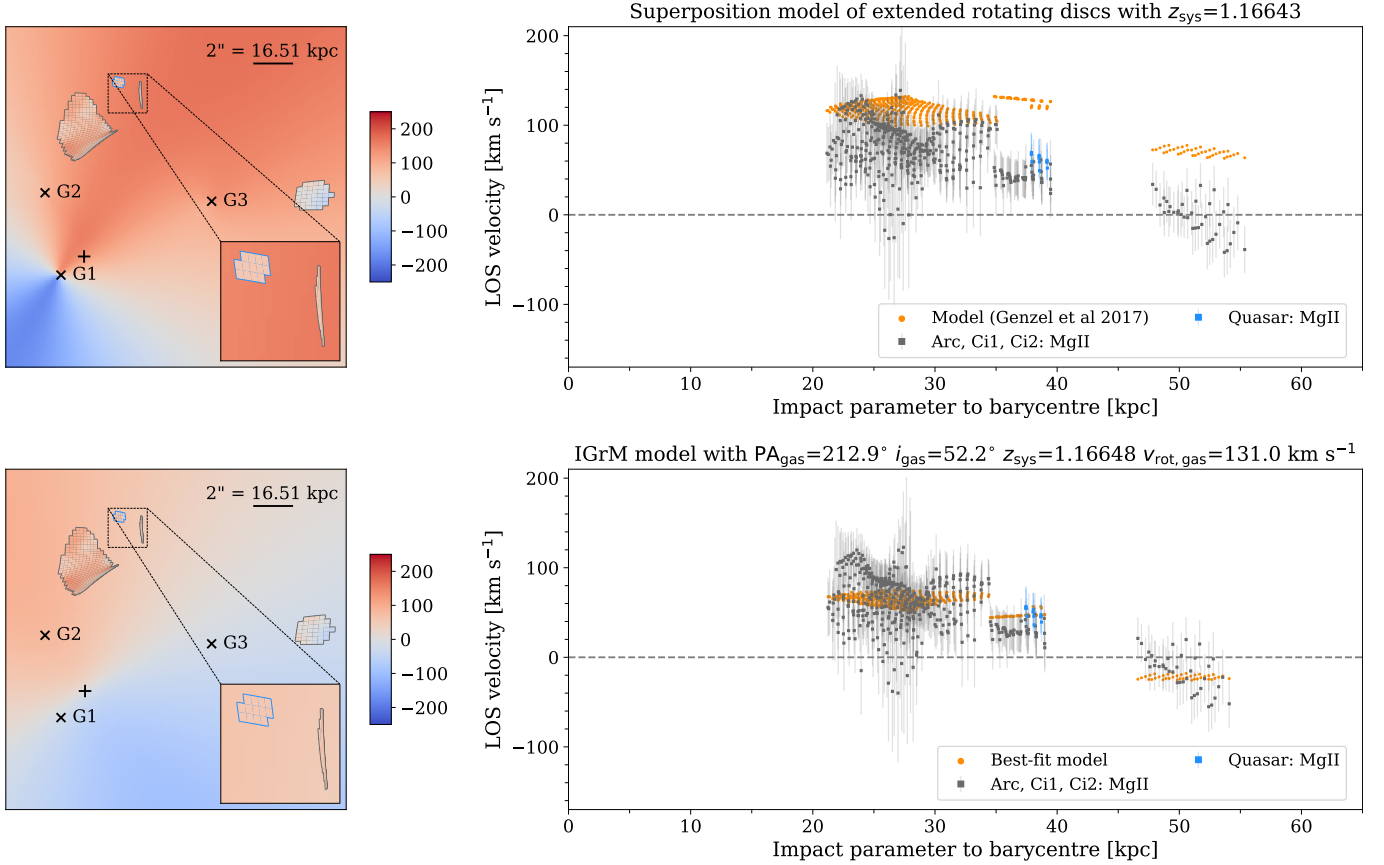 Superposition model of extended rotating discs with z_sys=1.16643
2" = 16.51 kpc
G2
G3
G1
200
100
0
−100
−200
LOS velocity [km s⁻¹]
200
100
0
−100
Model (Genzel et al 2017)
Arc, Ci1, Ci2: MgII
Quasar: MgII
0 10 20 30 40 50 60
Impact parameter to barycentre [kpc]
IGrM model with PA_gas=212.9° i_gas=52.2° z_sys=1.16648 v_rot,gas=131.0 km s⁻¹
2" = 16.51 kpc
G2
G3
G1
200
100
0
−100
−200
LOS velocity [km s⁻¹]
200
100
0
−100
Best-fit model
Arc, Ci1, Ci2: MgII
Quasar: MgII
0 10 20 30 40 50 60
Impact parameter to barycentre [kpc]